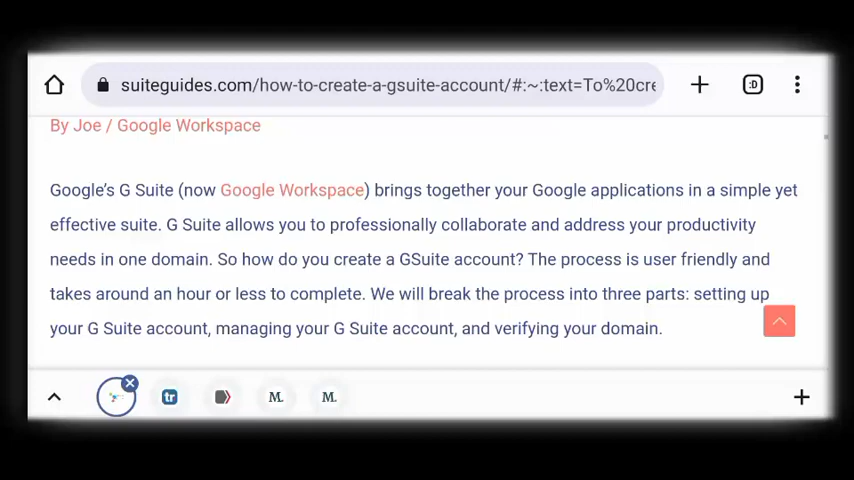 suiteguides.com/how-to-create-a-gsuite-account/#:~:text=To%20cre
:D
By Joe / Google Workspace
Google’s G Suite (now Google Workspace) brings together your Google applications in a simple yet
effective suite. G Suite allows you to professionally collaborate and address your productivity
needs in one domain. So how do you create a GSuite account? The process is user friendly and
takes around an hour or less to complete. We will break the process into three parts: setting up
your G Suite account, managing your G Suite account, and verifying your domain.
tr M. M.